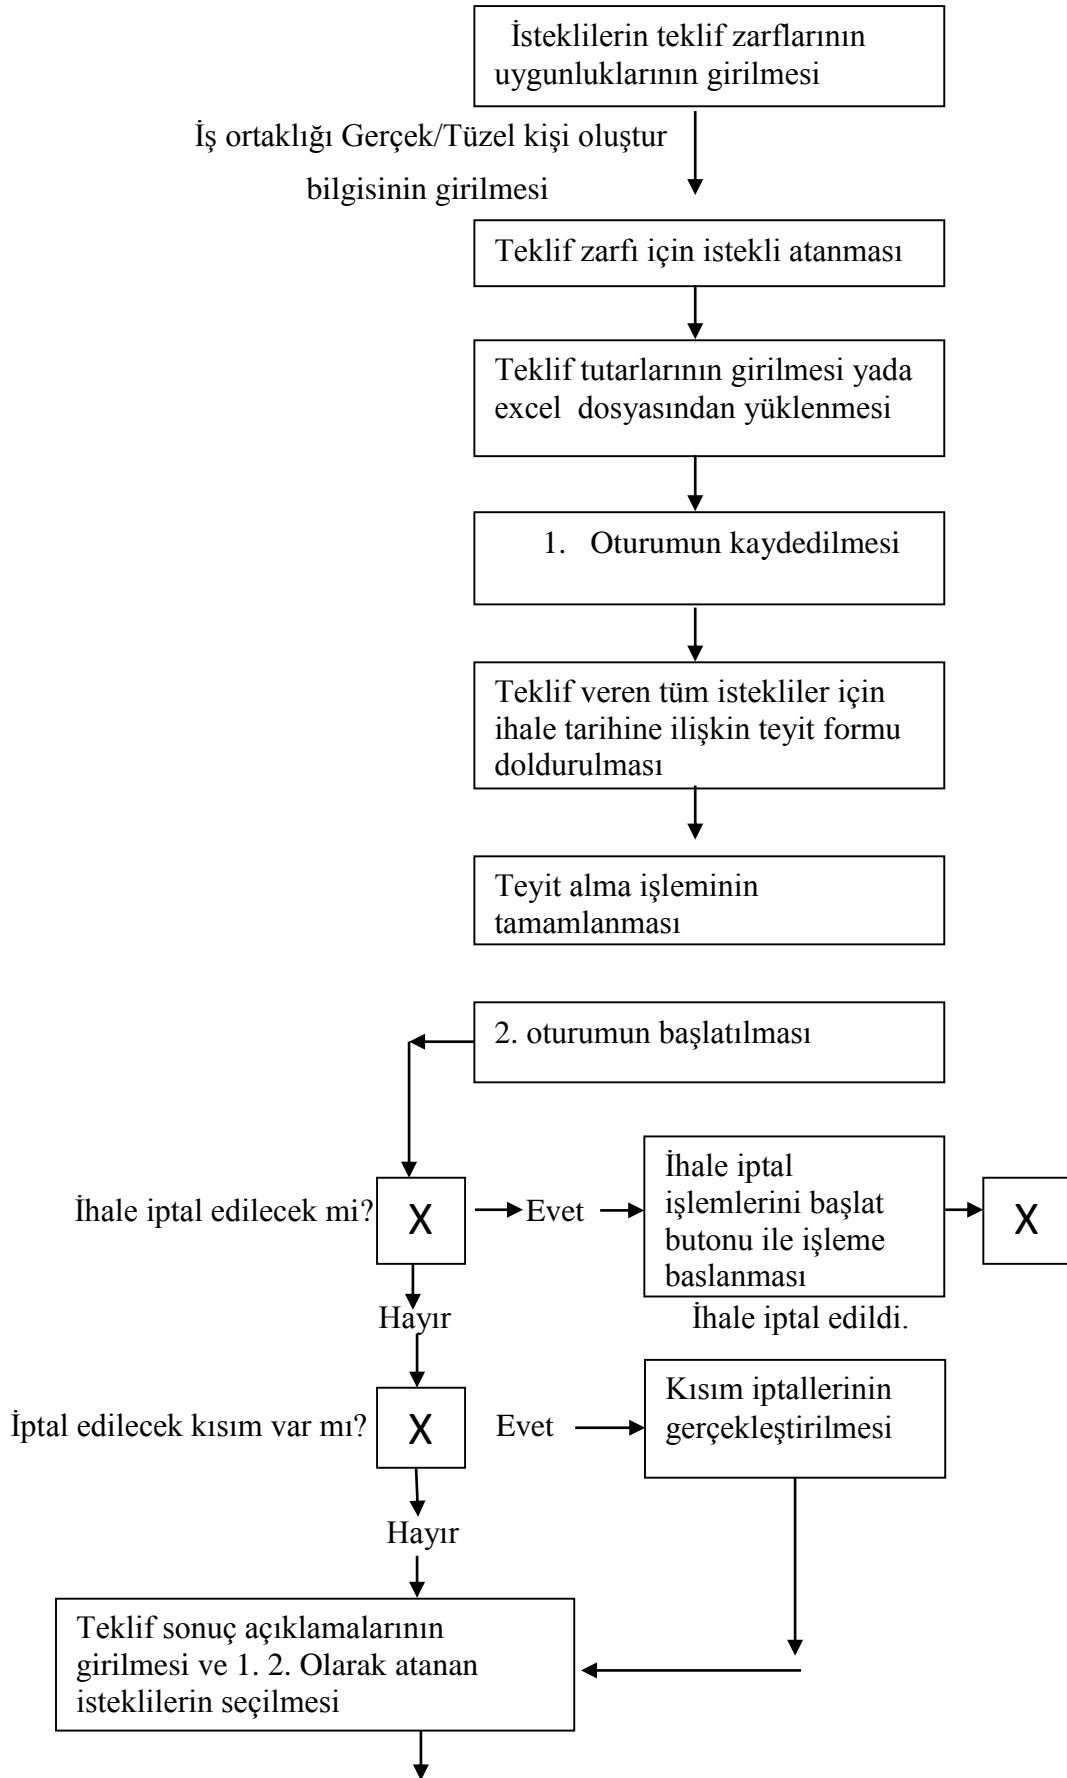 İsteklilerin teklif zarflarının
uygunluklarının girilmesi
İş ortaklığı Gerçek/Tüzel kişi oluştur
bilgisinin girilmesi
Teklif zarfı için istekli atanması
Teklif tutarlarının girilmesi yada
excel dosyasından yüklenmesi
1. Oturumun kaydedilmesi
Teklif veren tüm istekliler için
ihale tarihine ilişkin teyit formu
doldurulması
Teyit alma işleminin
tamamlanması
2. oturumun başlatılması
İhale iptal
işlemlerini başlat
butonu ile işleme
baslanması
İhale iptal edilecek mi?
X
Evet
X
Hayır
İhale iptal edildi.
Kısım iptallerinin
gerçekleştirilmesi
İptal edilecek kısım var mı?
X
Evet
Hayır
Teklif sonuç açıklamalarının
girilmesi ve 1. 2. Olarak atanan
isteklilerin seçilmesi